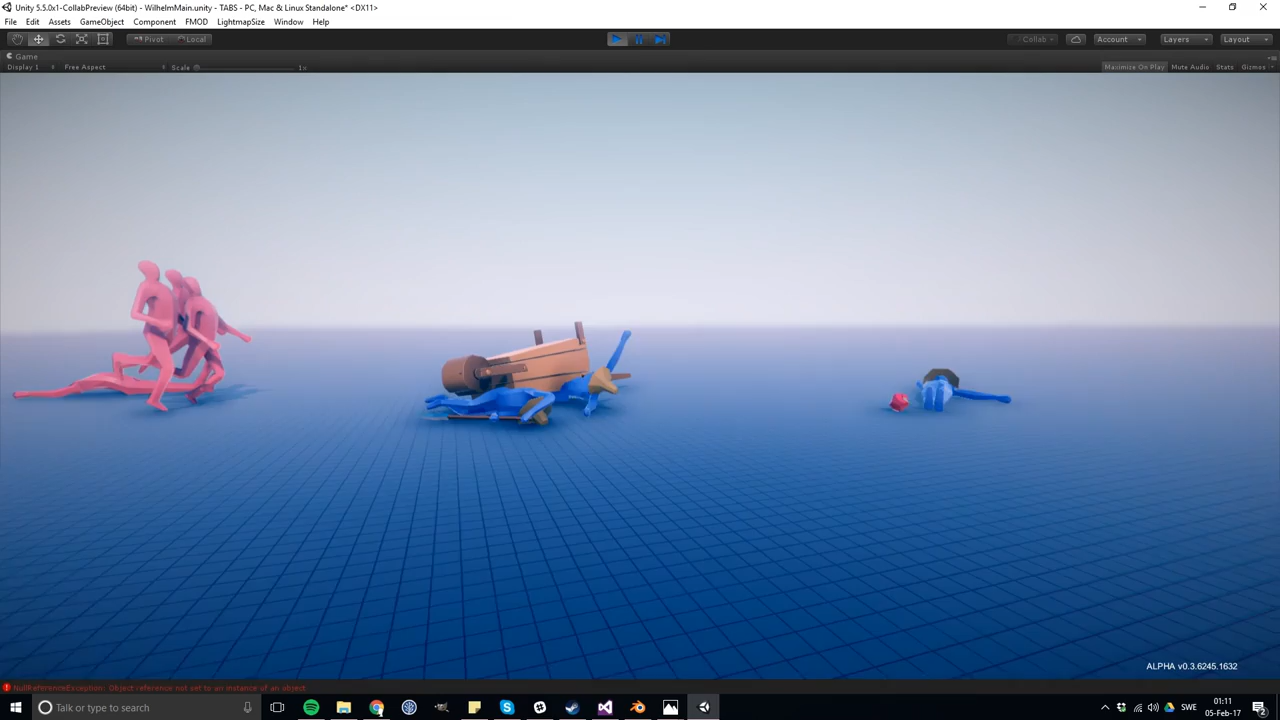 Unity 5.5.0x1-CollabPreview (64bit) - WilhelmMain.unity - TABS - PC, Mac & Linux Standalone* <DX11>
File Edit Assets GameObject Component FMOD LightmapSize Window Help
Pivot Local Collab Account Layers Layout
Game
Display 1 Free Aspect Scale 1x Maximize On Play Mute Audio Stats Gizmos
ALPHA v0.3.6245.1632
NullReferenceException: Object reference not set to an instance of an object
01:11
Talk or type to search SWE
05-Feb-17 2